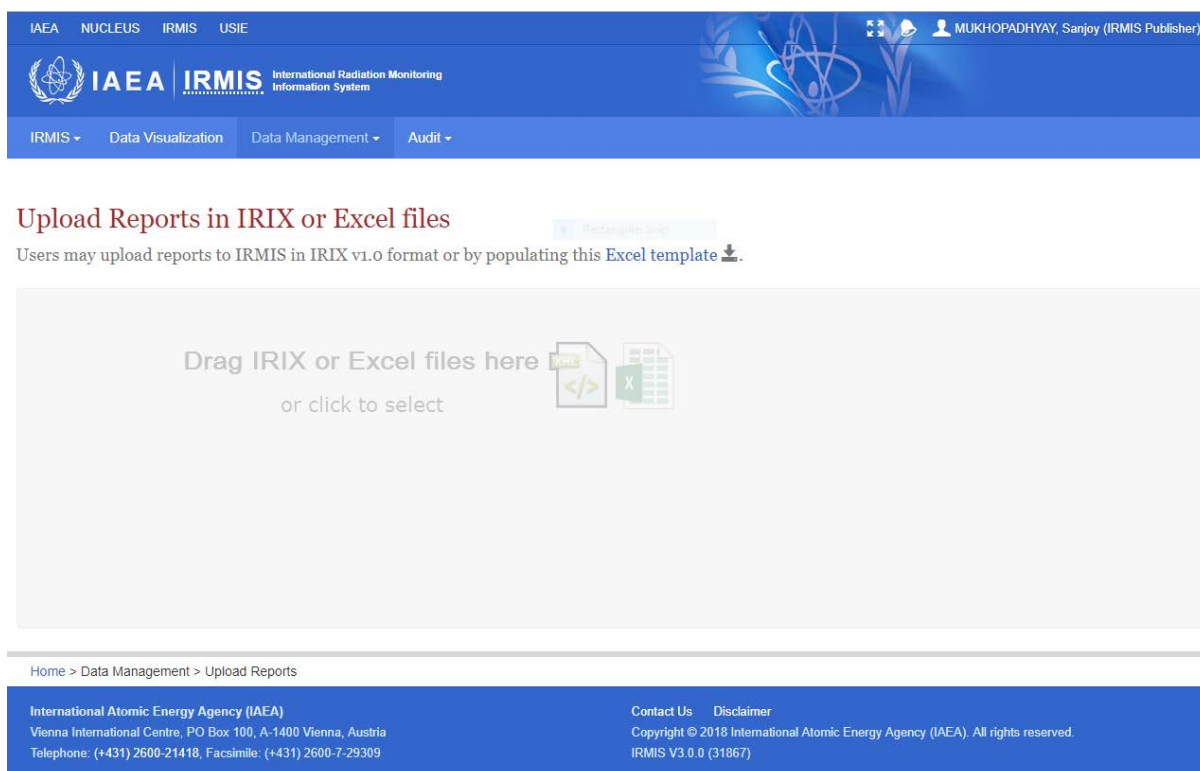 IAEA NUCLEUS IRMIS USIE
MUKHOPADHYAY, Sanjoy (IRMIS Publisher)
IAEA IRMIS International Radiation Monitoring
Information System
IRMIS Data Visualization Data Management Audit
Upload Reports in IRIX or Excel files
Rectangular Snip
Users may upload reports to IRMIS in IRIX v1.0 format or by populating this Excel template.
Drag IRIX or Excel files here
XML
</>
X
or click to select
Home > Data Management > Upload Reports
International Atomic Energy Agency (IAEA)
Vienna International Centre, PO Box 100, A-1400 Vienna, Austria
Telephone: (+431) 2600-21418, Facsimile: (+431) 2600-7-29309
Contact Us Disclaimer
Copyright © 2018 International Atomic Energy Agency (IAEA). All rights reserved.
IRMIS V3.0.0 (31867)